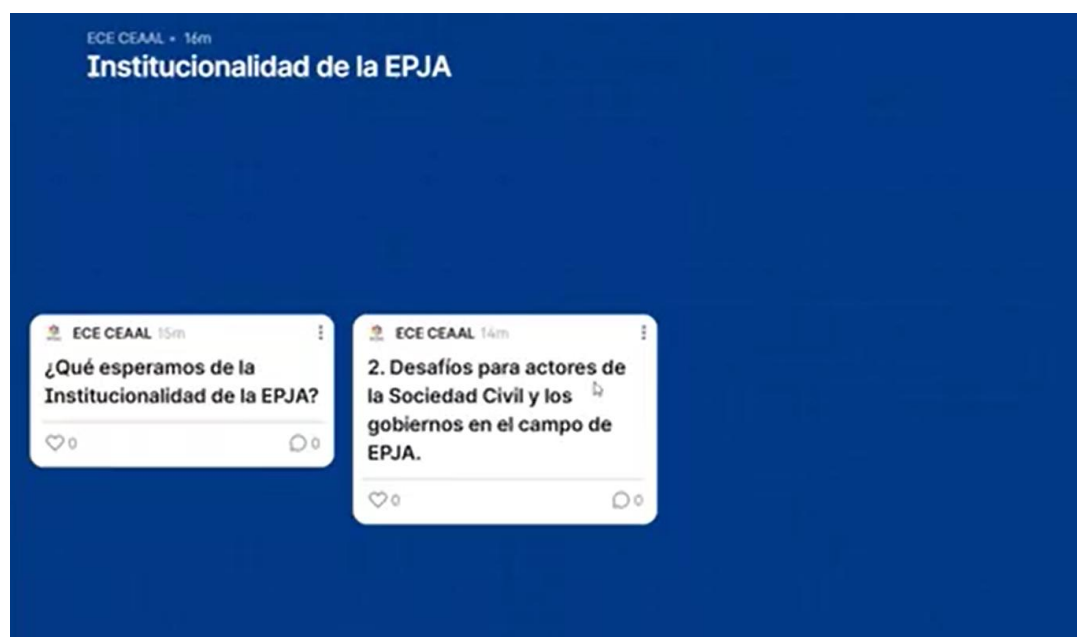 ECE CEAAL • 16m
Institucionalidad de la EPJA
ECE CEAAL 15m
¿Qué esperamos de la
Institucionalidad de la EPJA?
0 0
ECE CEAAL 14m
2. Desafíos para actores de
la Sociedad Civil y los
gobiernos en el campo de
EPJA.
0 0